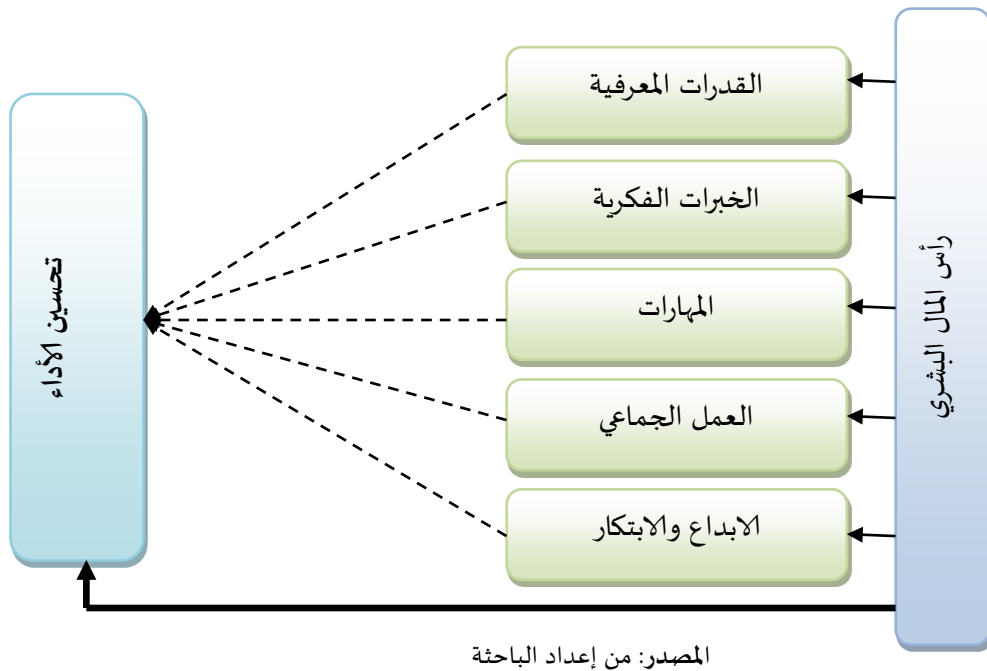 رأس المال البشري
القدرات المعرفية
الخبرات الفكرية
المهارات
العمل الجماعي
الابداع والابتكار
تحسين الأداء
المصدر: من إعداد الباحثة